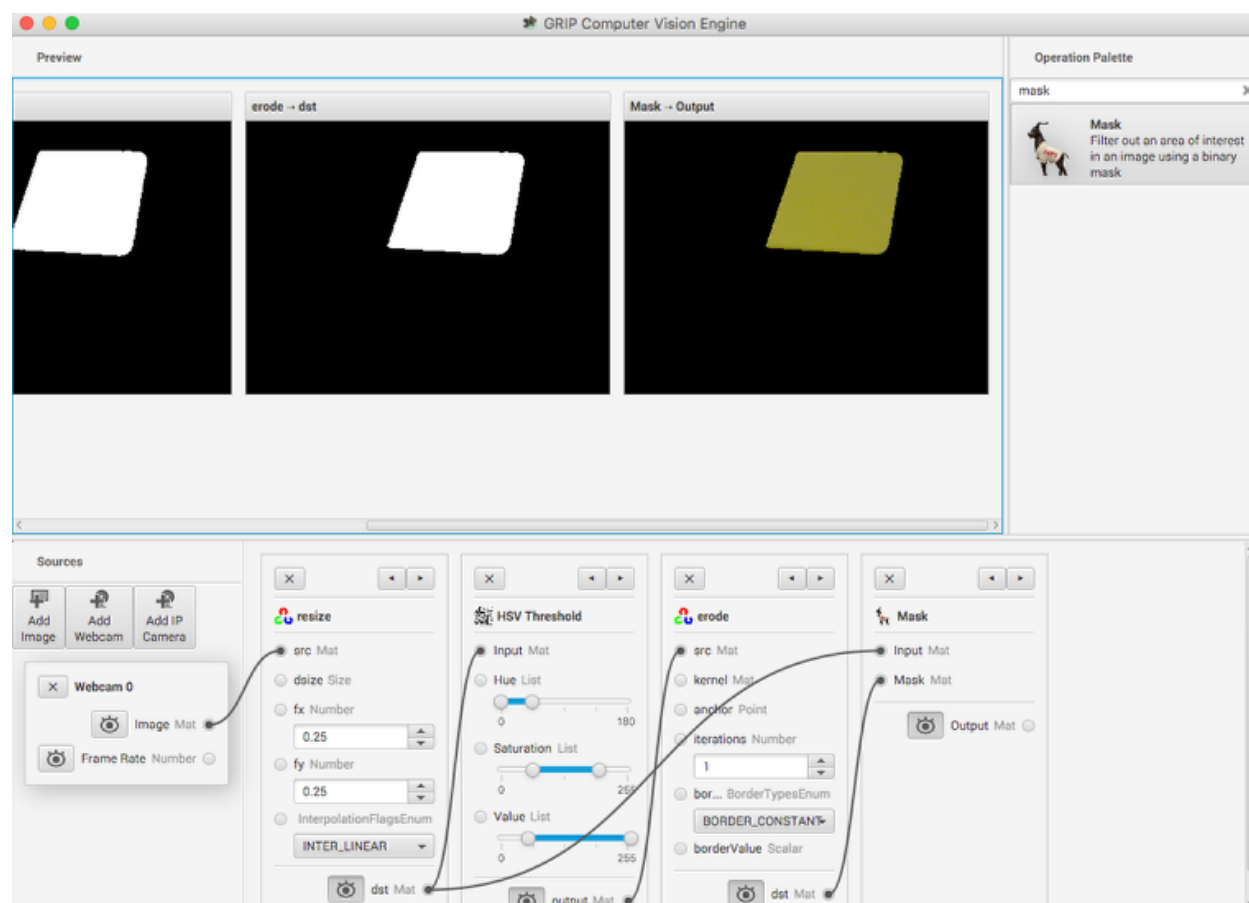 GRIP Computer Vision Engine
Preview
Operation Palette
mask
erode → dst
Mask → Output
Mask
Filter out an area of interest
in an image using a binary
mask
Sources
Add
Image
Add
Webcam
Add IP
Camera
Webcam 0
Image Mat
Frame Rate Number
resize
src Mat
dsize Size
fx Number
0.25
fy Number
0.25
InterpolationFlagsEnum
INTER_LINEAR
dst Mat
HSV Threshold
Input Mat
Hue List
0 180
Saturation List
0 255
Value List
0 255
output Mat
erode
src Mat
kernel Mat
anchor Point
iterations Number
1
bor... BorderTypesEnum
BORDER_CONSTANT
borderValue Scalar
dst Mat
Mask
Input Mat
Mask Mat
Output Mat